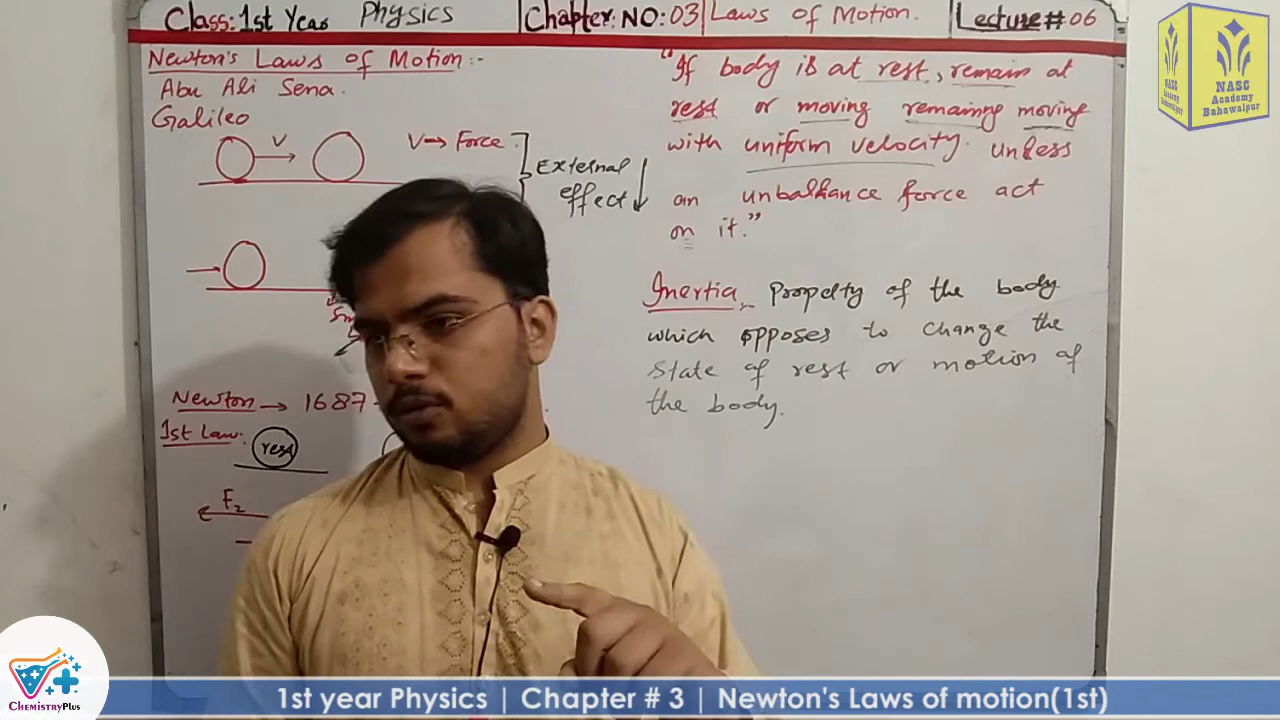 Class: 1st Year Physics
Chapter: NO: 03
Laws of Motion.
Lecture # 06
Newton's Laws of Motion :-
Abu Ali Sena.
Galileo
V
V → Force.
External
effect
Newton → 1687
1st Law:
rest
F2
"If body is at rest, remain at
rest or moving remaining moving
with uniform velocity. Unless
an unbalhance force act
on it."
Inertia:- Property of the body
which opposes to change the
state of rest or motion of
the body.
NASC
Academy
Bahawalpur
NASC
Academy
Bahawalpur
ChemistryPlus
1st year Physics | Chapter # 3 | Newton's Laws of motion(1st)